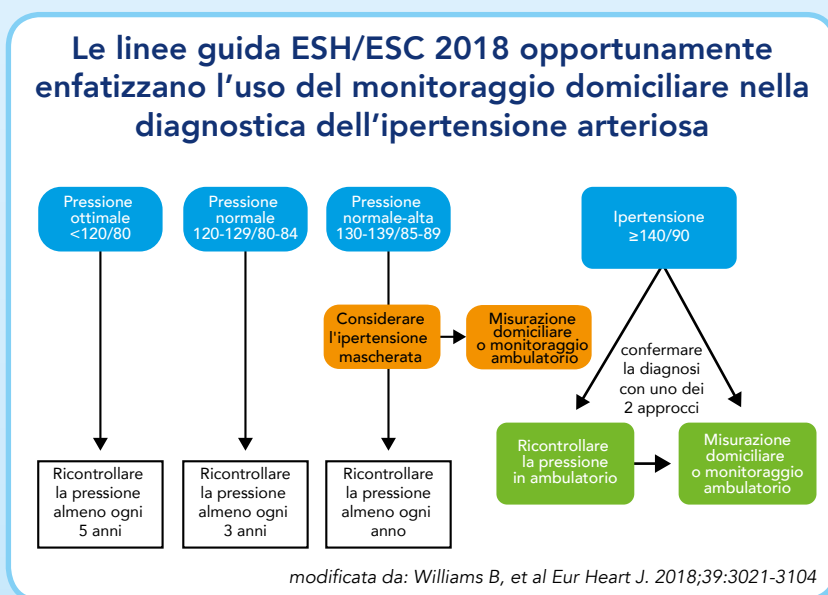 Le linee guida ESH/ESC 2018 opportunamente
enfatizzano l'uso del monitoraggio domiciliare nella
diagnostica dell'ipertensione arteriosa
Pressione
ottimale
<120/80
Pressione
normale
120-129/80-84
Pressione
normale-alta
130-139/85-89
Ipertensione
≥140/90
Considerare
l'ipertensione
mascherata
Misurazione
domiciliare
o monitoraggio
ambulatorio
confermare
la diagnosi
con uno dei
2 approcci
Ricontrollare
la pressione
in ambulatorio
Misurazione
domiciliare
o monitoraggio
ambulatorio
Ricontrollare
la pressione
almeno ogni
5 anni
Ricontrollare
la pressione
almeno ogni
3 anni
Ricontrollare
la pressione
almeno ogni
anno
modificata da: Williams B, et al Eur Heart J. 2018;39:3021-3104